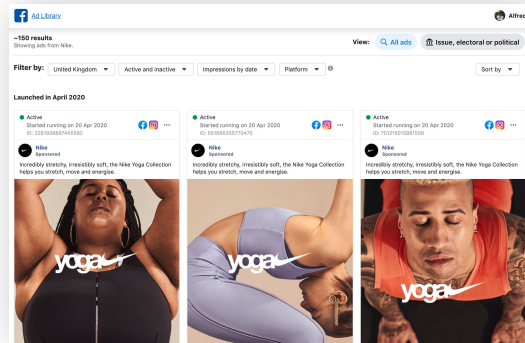 Ad Library
Alfred
~150 results
Showing ads from Nike.
View:
All ads
Issue, electoral or political
Filter by:
United Kingdom
Active and Inactive
Impressions by date
Platform
Sort by
Launched in April 2020
Active
Started running on 20 Apr 2020
Nike
Sponsored
Incredibly stretchy, irresistibly soft, the Nike Yoga Collection
helps you stretch, move and energise.
yoga
Active
Started running on 20 Apr 2020
Nike
Sponsored
Incredibly stretchy, irresistibly soft, the Nike Yoga Collection
helps you stretch, move and energise.
yoga
Active
Started running on 20 Apr 2020
Nike
Sponsored
Incredibly stretchy, irresistibly soft, the Nike Yoga Collection
helps you stretch, move and energise.
yoga